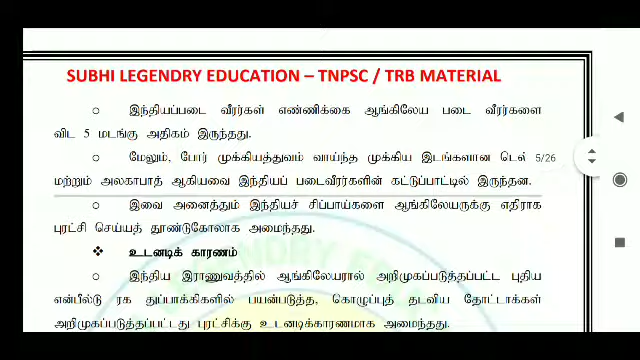 SUBHI LEGENDRY EDUCATION – TNPSC / TRB MATERIAL
o இந்தியப்படை வீரர்கள் எண்ணிக்கை ஆங்கிலேய படை வீரர்களை
விட 5 மடங்கு அதிகம் இருந்தது.
o மேலும், போர் முக்கியத்துவம் வாய்ந்த முக்கிய இடங்களான டெல்
5/26
மற்றும் அலகாபாத் ஆகியவை இந்தியப் படைவீரர்களின் கட்டுப்பாட்டில் இருந்தன.
o இவை அனைத்தும் இந்தியச் சிப்பாய்களை ஆங்கிலேயருக்கு எதிராக
புரட்சி செய்யத் தூண்டுகோலாக அமைந்தது.
❖ உடனடிக் காரணம்
o இந்திய இராணுவத்தில் ஆங்கிலேயரால் அறிமுகப்படுத்தப்பட்ட புதிய
என்பீல்டு ரக துப்பாக்கிகளில் பயன்படுத்த, கொழுப்புத் தடவிய தோட்டாக்கள்
அறிமுகப்படுத்தப்பட்டது புரட்சிக்கு உடனடிக்காரணமாக அமைந்தது.